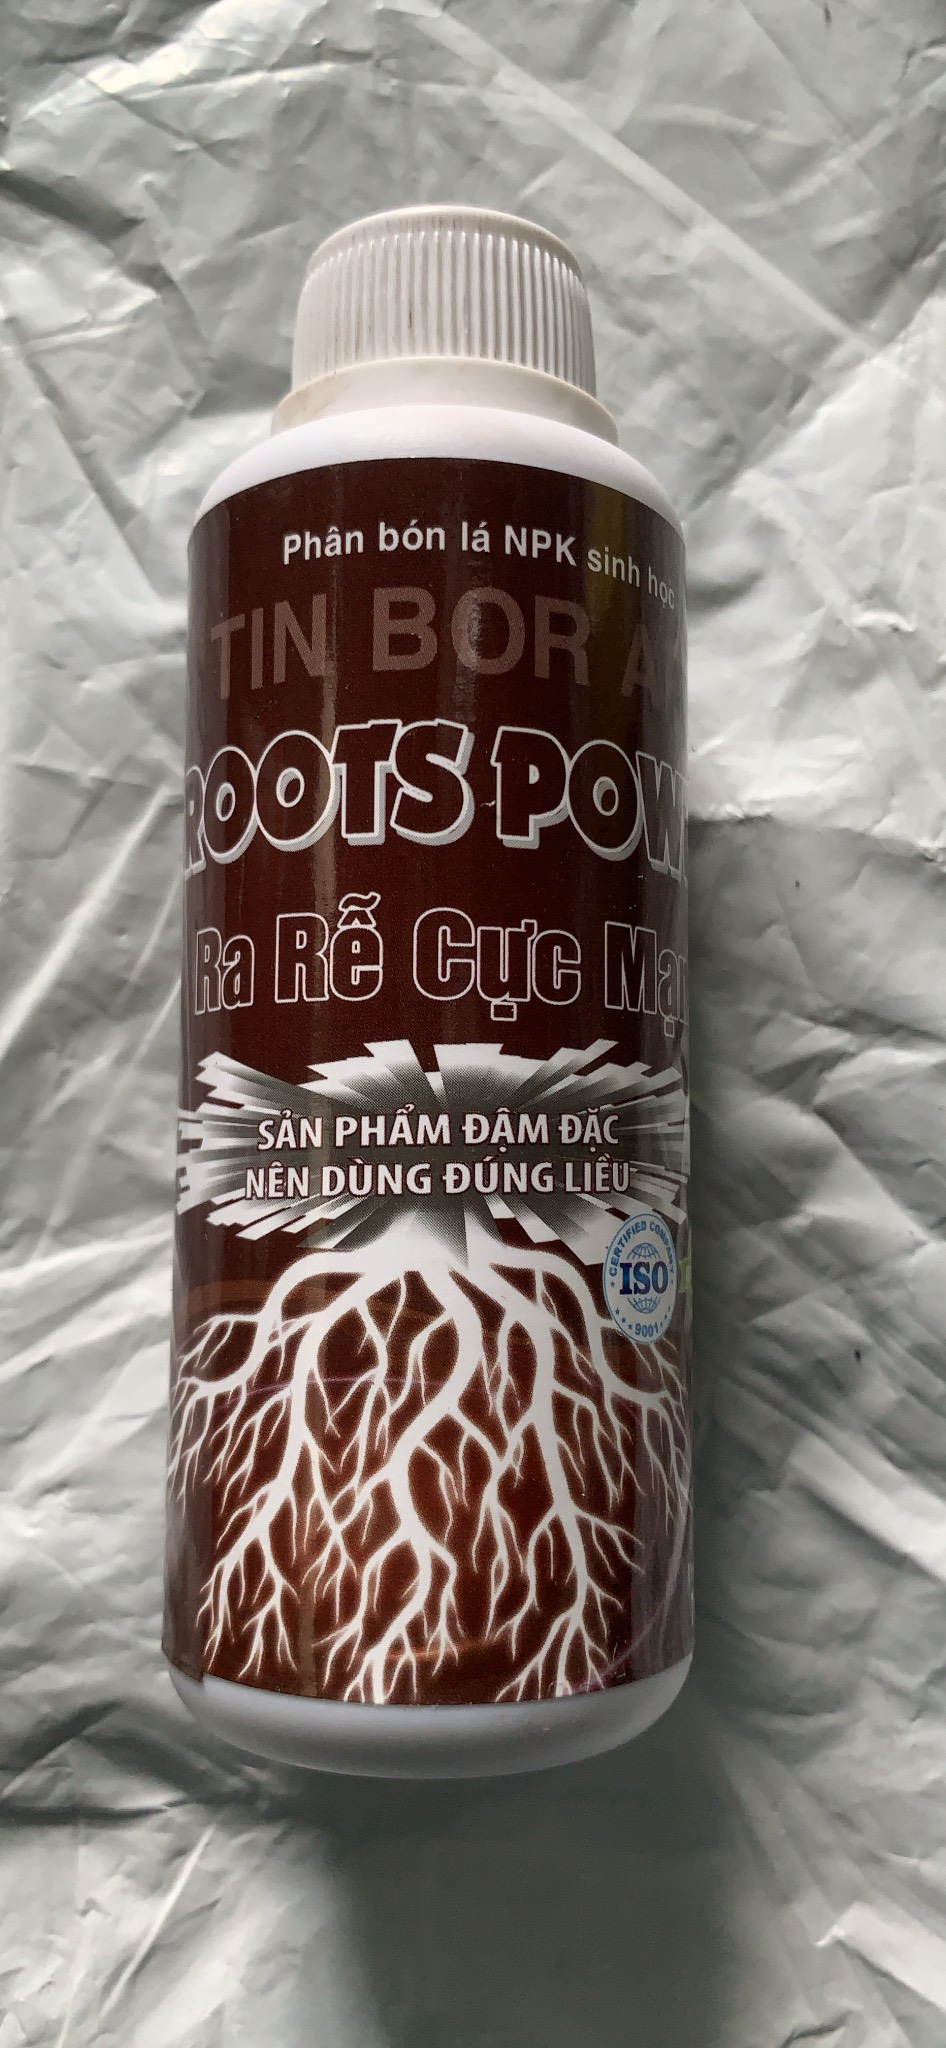 Phân bón lá NPK sinh học
TIN BOR
ROOTS POW
Ra Rễ Cực Mạ
SẢN PHẨM ĐẬM ĐẶC
NÊN DÙNG ĐÚNG LIỀU
CERTIFIED COMPANY
ISO
9001